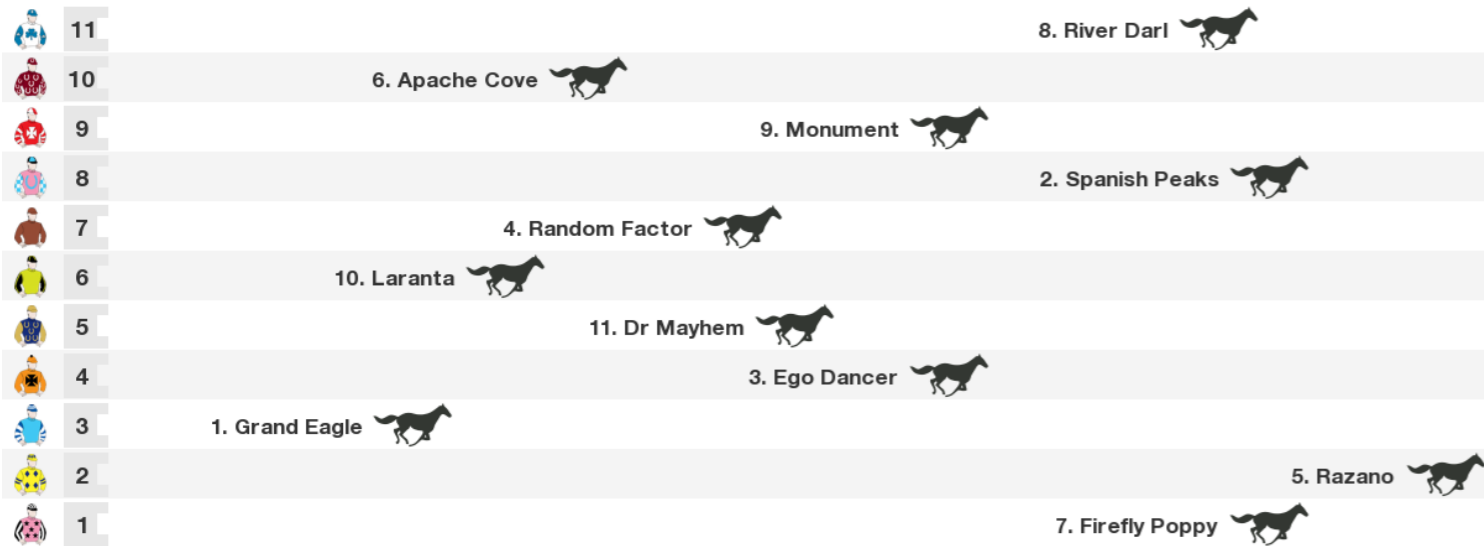 11 8. River Darl
10 6. Apache Cove
9 9. Monument
8 2. Spanish Peaks
7 4. Random Factor
6 10. Laranta
5 11. Dr Mayhem
4 3. Ego Dancer
3 1. Grand Eagle
2 5. Razano
1 7. Firefly Poppy